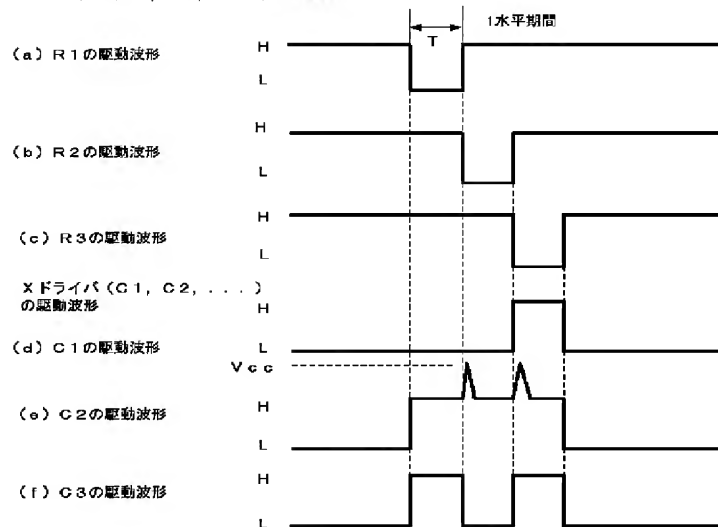 1水平期間
T
(a) R1の駆動波形
H
L
(b) R2の駆動波形
H
L
(c) R3の駆動波形
H
L
Xドライバ(C1, C2, . . . )
の駆動波形
H
(d) C1の駆動波形
L
Vcc
(e) C2の駆動波形
H
L
(f) C3の駆動波形
H
L